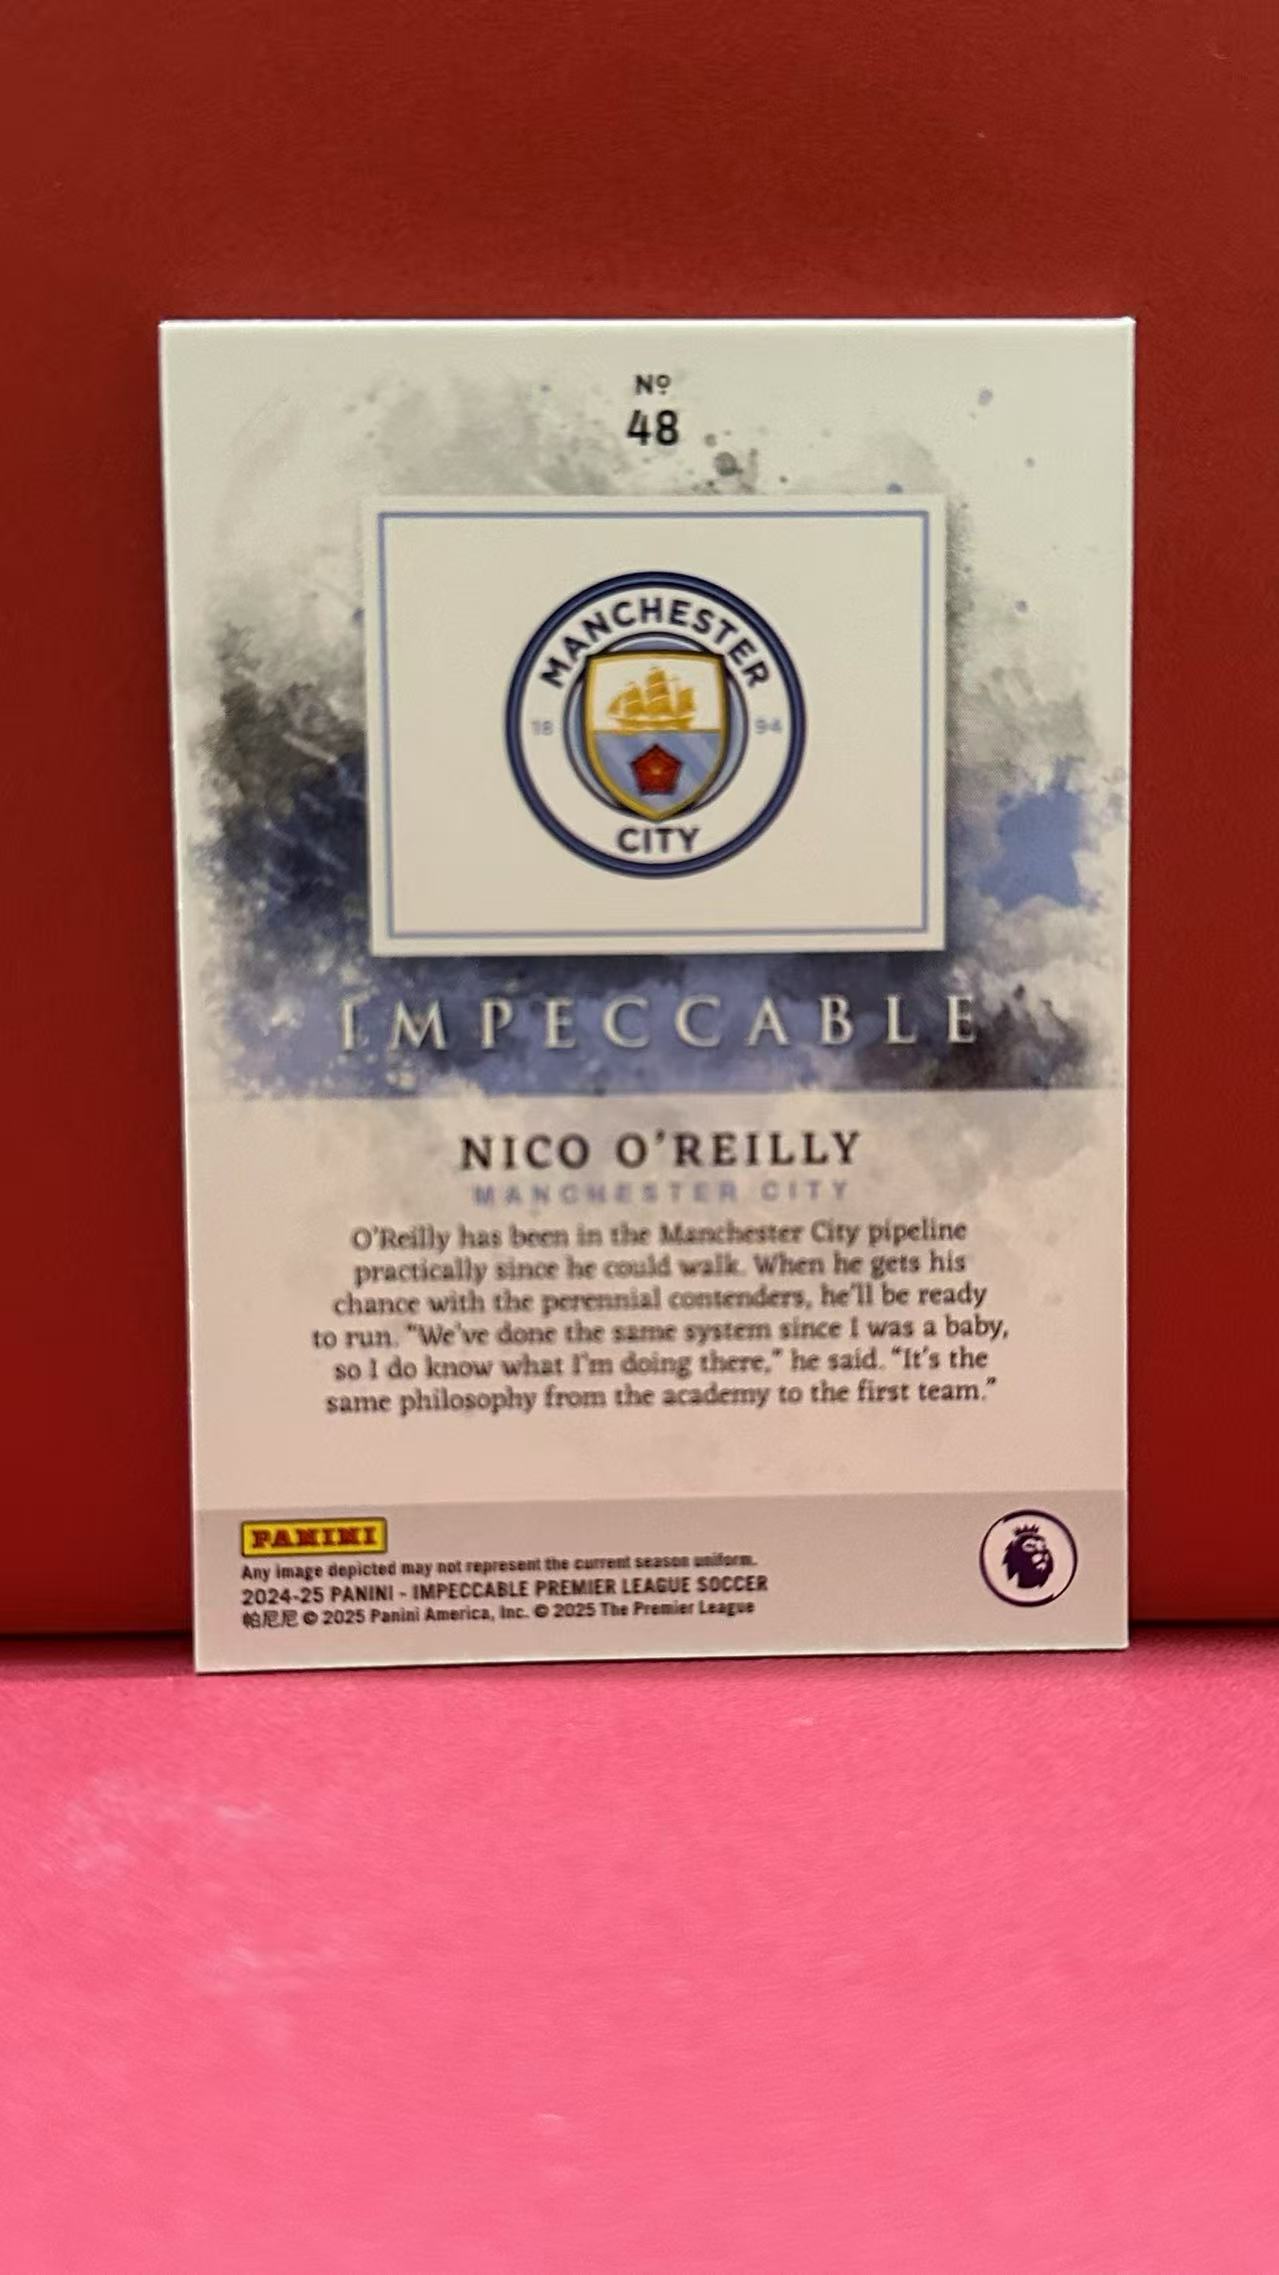 Nº
48
MANCHESTER
18 94
CITY
IMPECCABLE
NICO O'REILLY
MANCHESTER CITY
O'Reilly has been in the Manchester City pipeline
practically since he could walk. When he gets his
chance with the perennial contenders, he'll be ready
to run. "We've done the same system since I was a baby,
so I do know what I'm doing there," he said. "It's the
same philosophy from the academy to the first team."
PANINI
Any image depicted may not represent the current season uniform.
2024-25 PANINI - IMPECCABLE PREMIER LEAGUE SOCCER
帕尼尼 © 2025 Panini America, Inc. © 2025 The Premier League